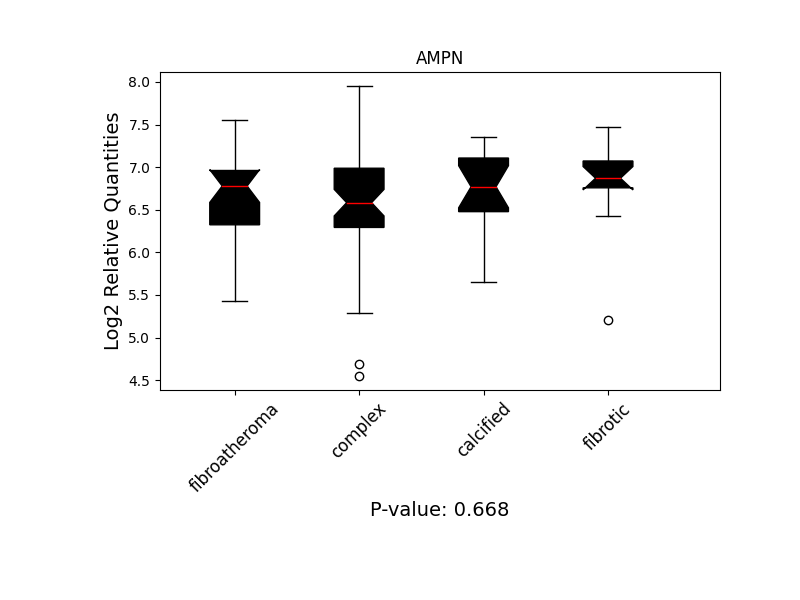 AMPN
Log2 Relative Quantities
8.0
7.5
7.0
6.5
6.0
5.5
5.0
4.5
fibroatheroma
complex
calcified
fibrotic
P-value: 0.668